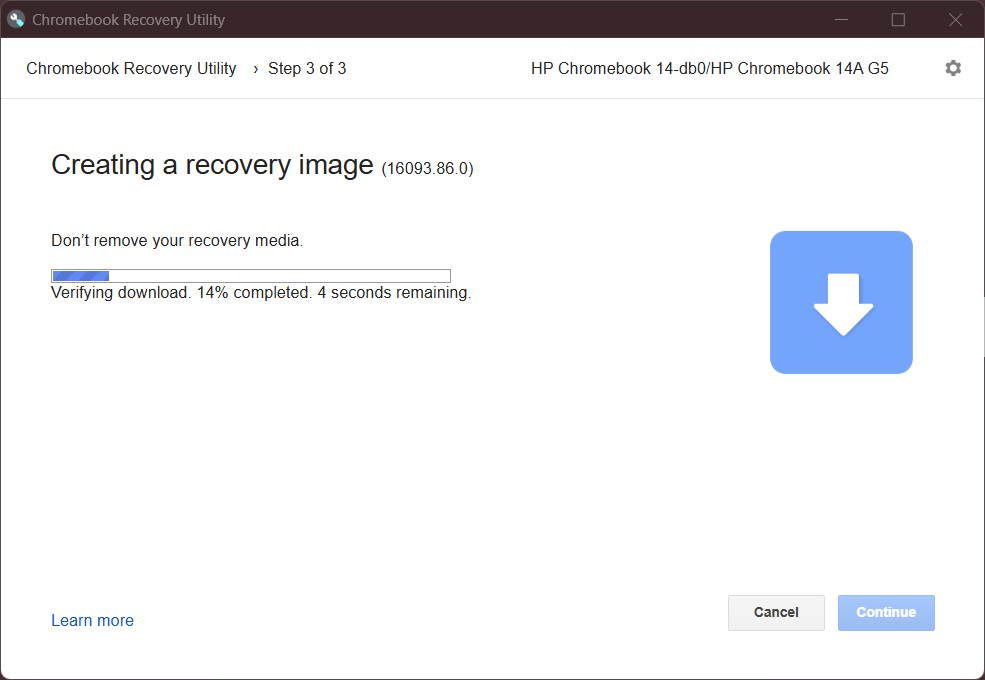 Chromebook Recovery Utility
Chromebook Recovery Utility › Step 3 of 3 HP Chromebook 14-db0/HP Chromebook 14A G5
Creating a recovery image (16093.86.0)
Don’t remove your recovery media.
Verifying download. 14% completed. 4 seconds remaining.
Learn more Cancel Continue